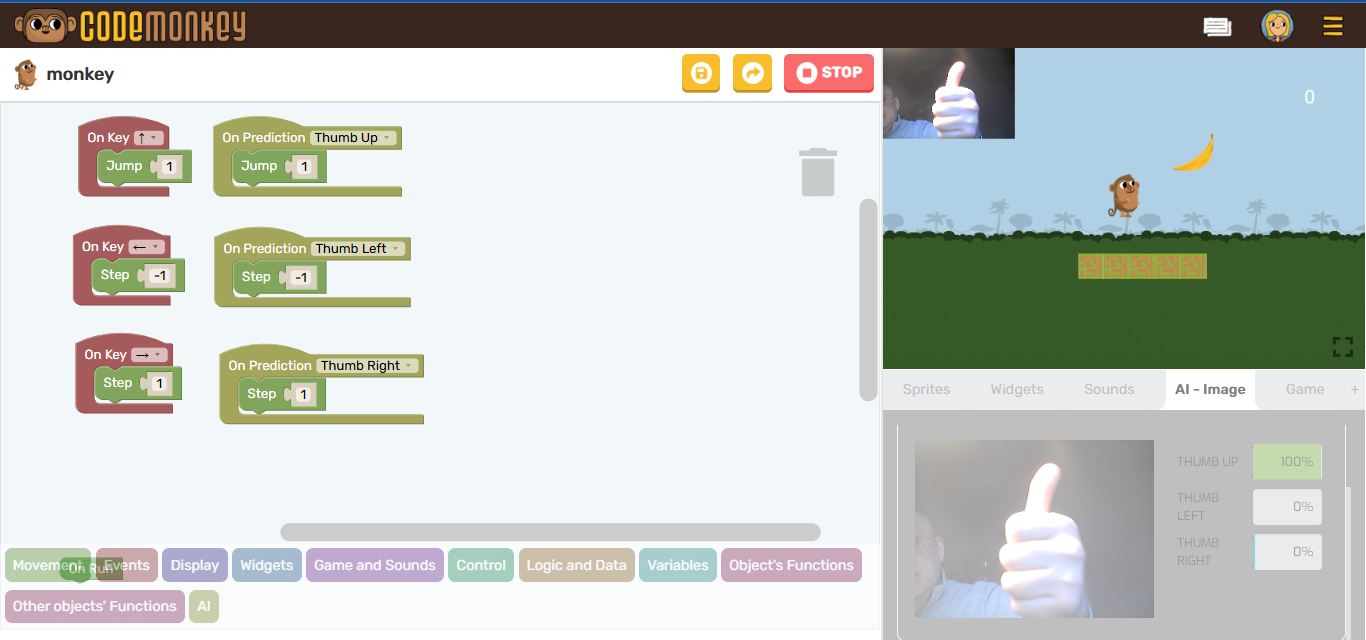 CODEMONKEY
monkey
STOP
0
On Key ↑
Jump 1
On Prediction Thumb Up
Jump 1
On Key ←
Step -1
On Prediction Thumb Left
Step -1
On Key →
Step 1
On Prediction Thumb Right
Step 1
Sprites Widgets Sounds AI - Image Game +
THUMB UP 100%
THUMB
LEFT 0%
THUMB
RIGHT 0%
Movement Events Display Widgets Game and Sounds Control Logic and Data Variables Object's Functions
On Run
Other objects' Functions AI